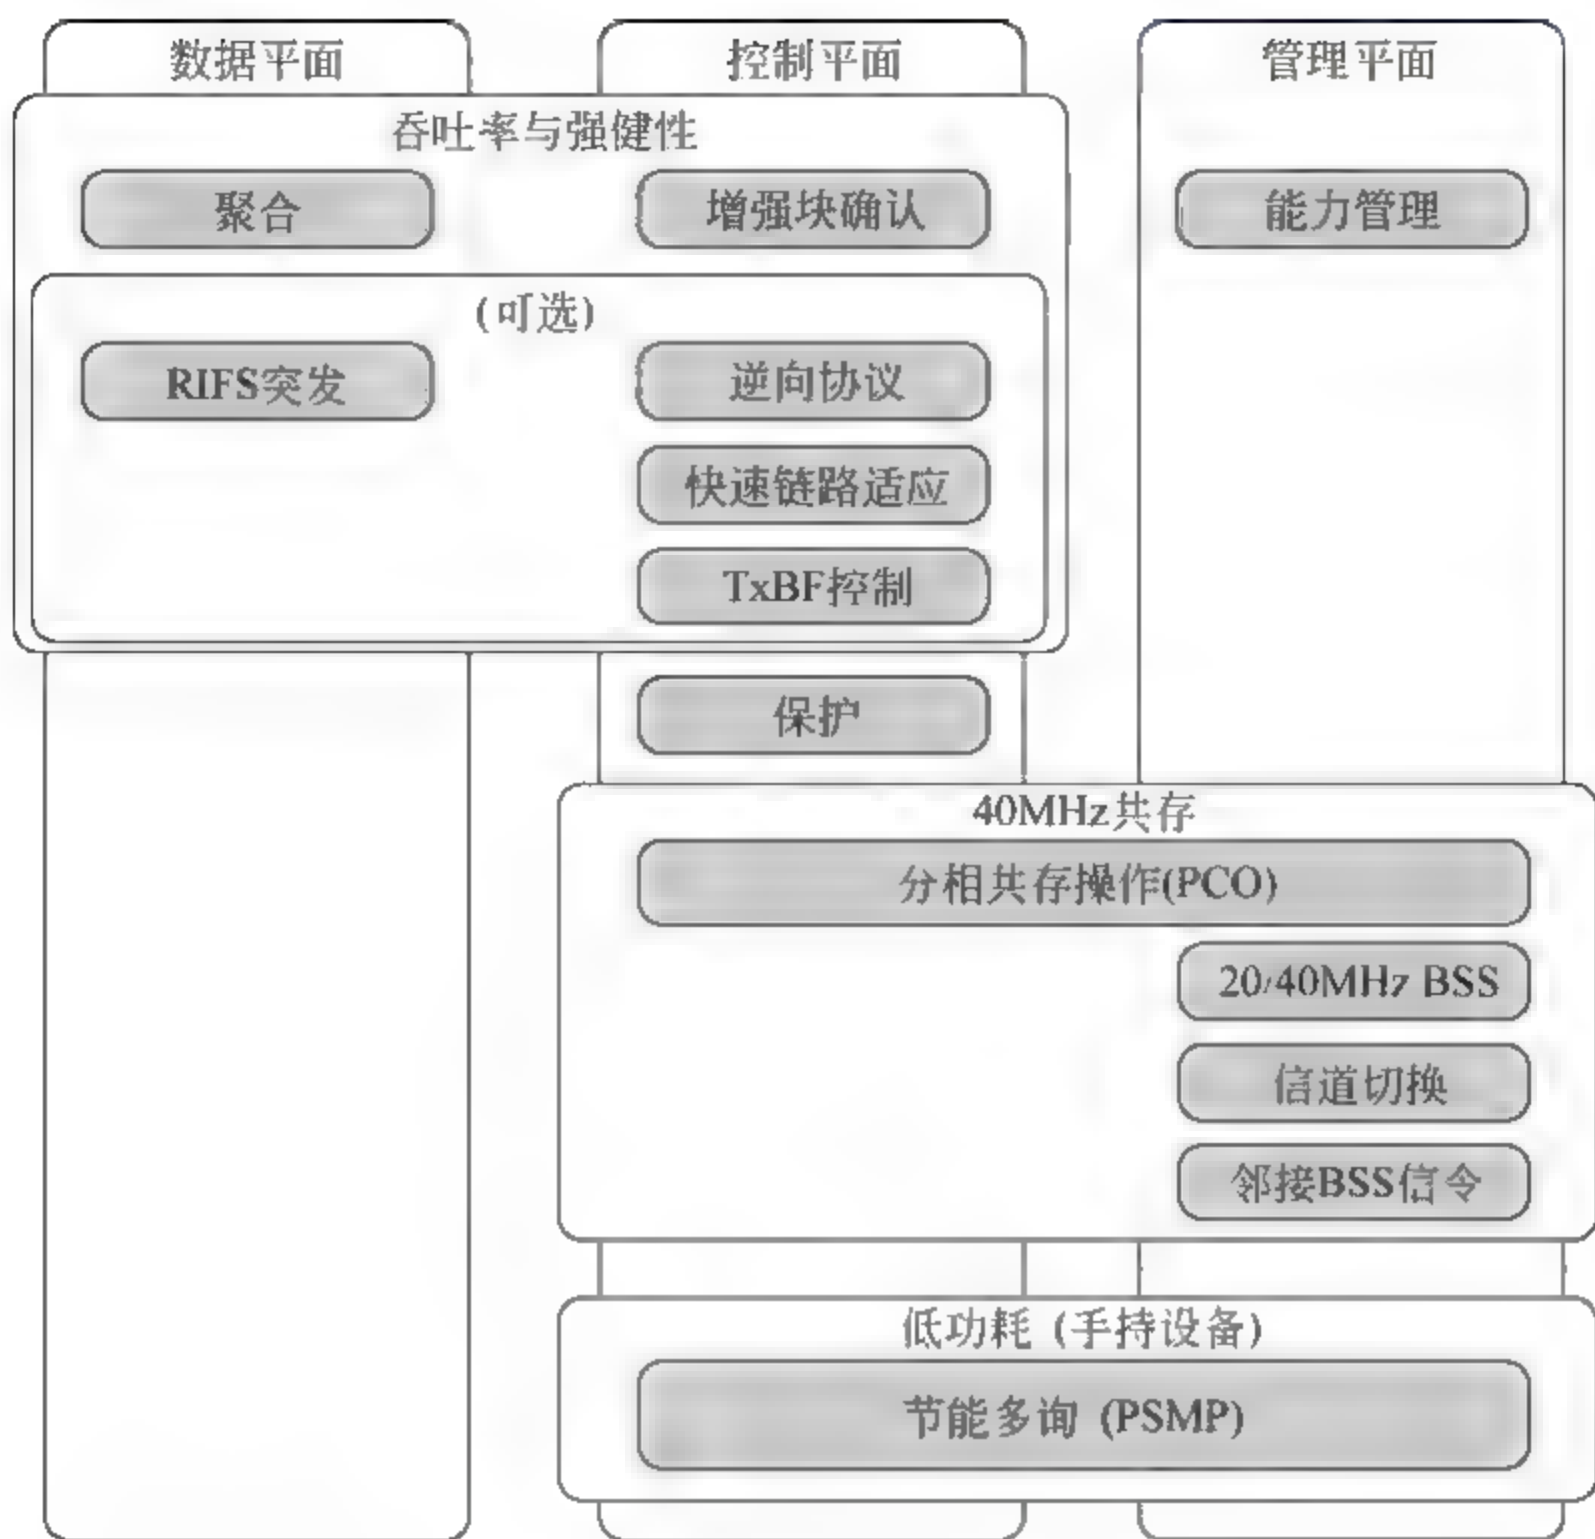 数据平面
控制平面
管理平面
吞吐率与强健性
聚合
增强块确认
能力管理
(可选)
RIFS突发
逆向协议
快速链路适应
TxBF控制
保护
40MHz共存
分相共存操作(PCO)
20/40MHz BSS
信道切换
邻接BSS信令
低功耗 (手持设备)
节能多询 (PSMP)